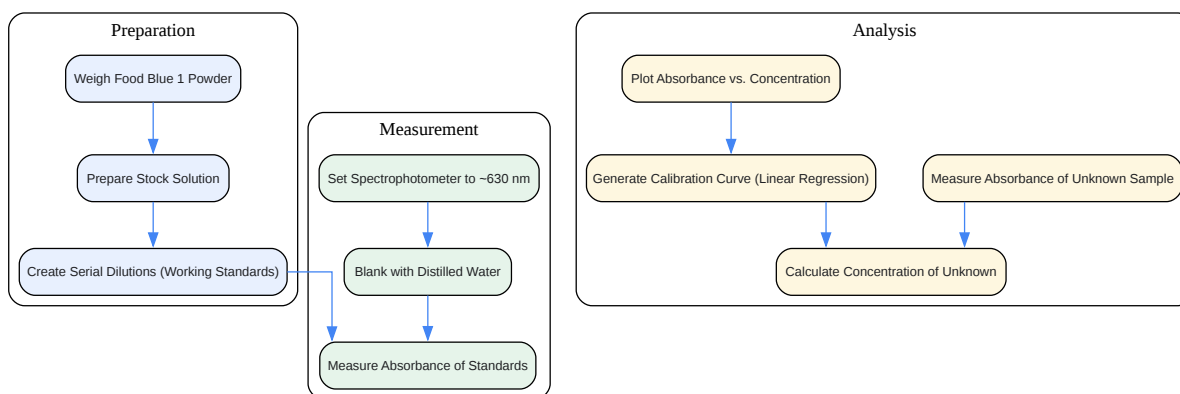 Preparation
Weigh Food Blue 1 Powder
Prepare Stock Solution
Create Serial Dilutions (Working Standards)
Measurement
Set Spectrophotometer to ~630 nm
Blank with Distilled Water
Measure Absorbance of Standards
Analysis
Plot Absorbance vs. Concentration
Generate Calibration Curve (Linear Regression)
Measure Absorbance of Unknown Sample
Calculate Concentration of Unknown